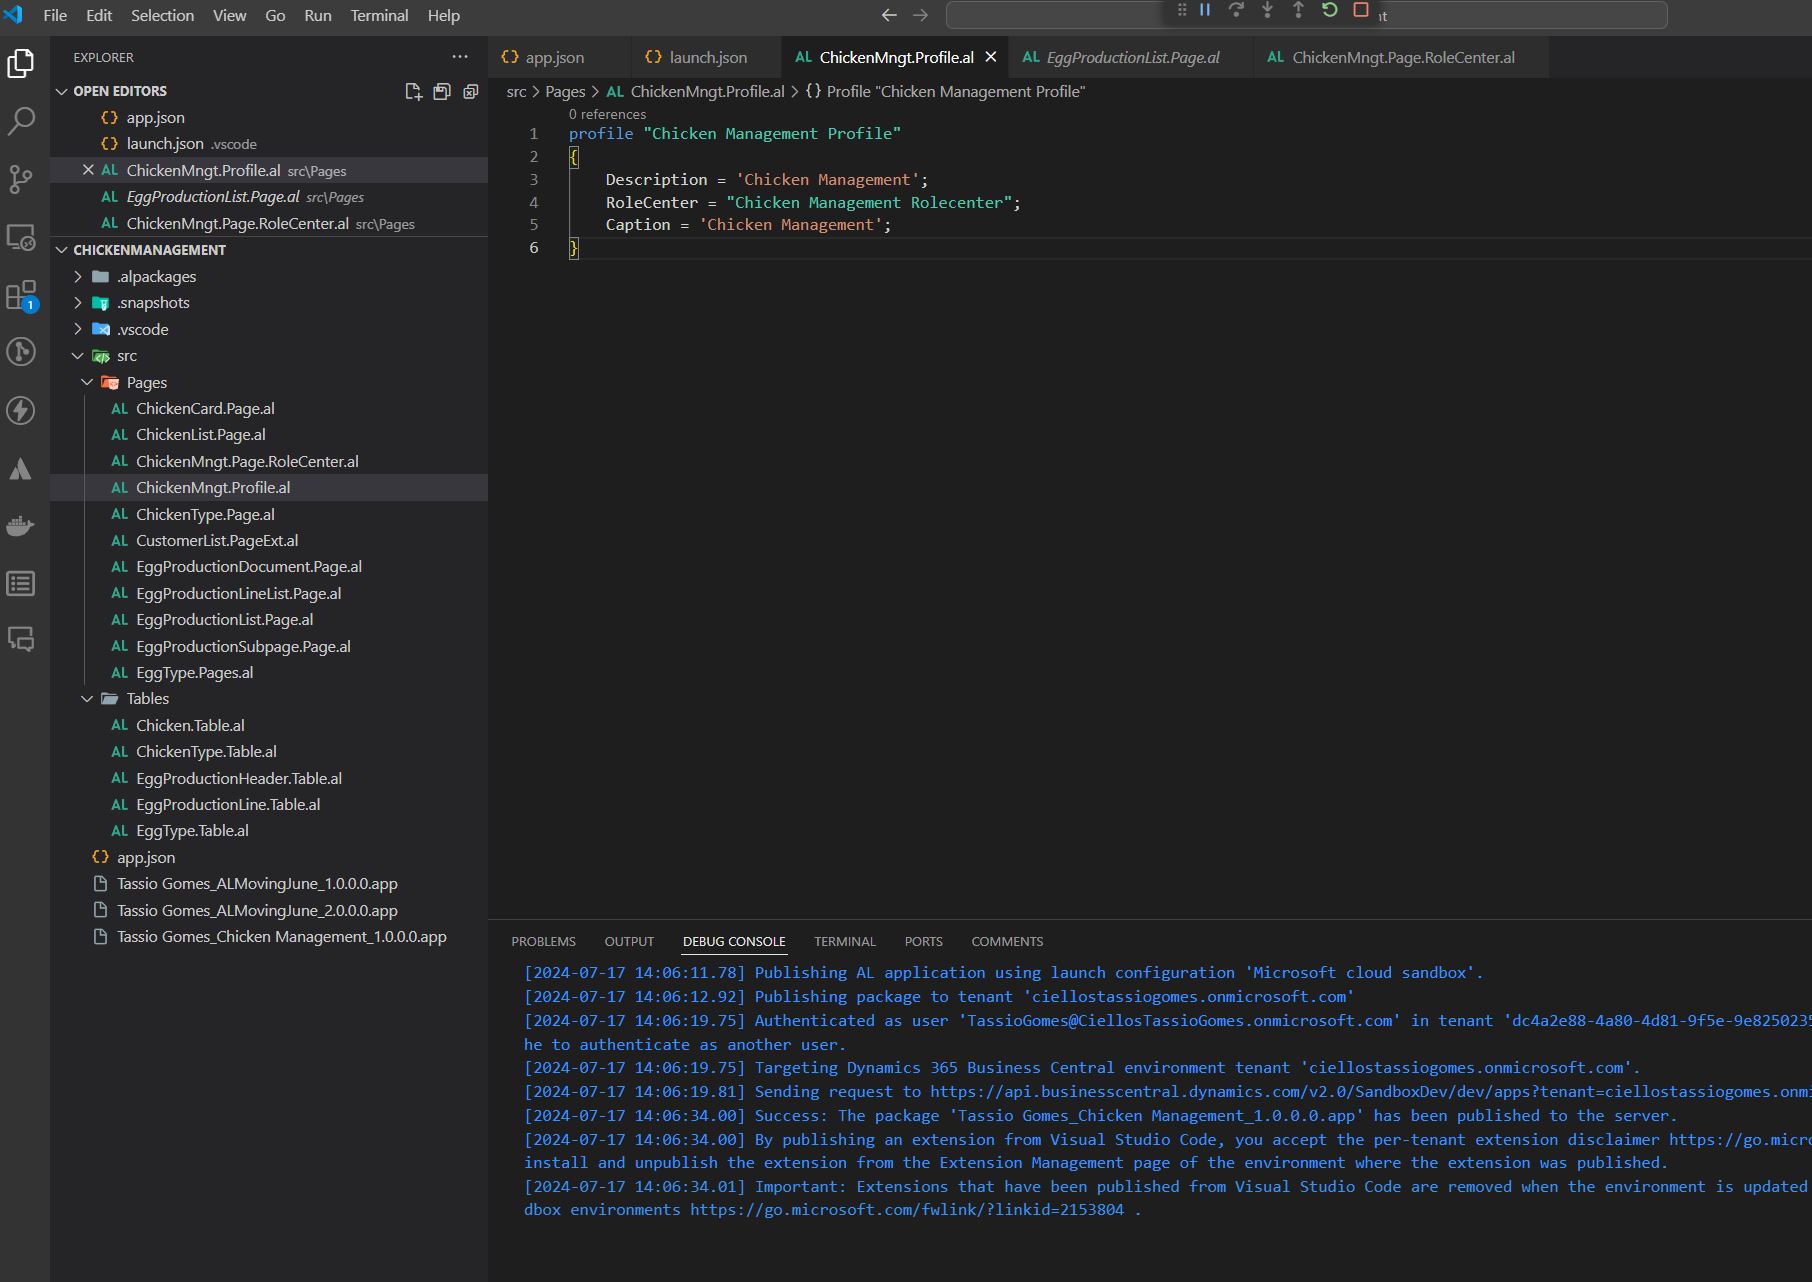 File Edit Selection View Go Run Terminal Help
nt
EXPLORER
OPEN EDITORS
app.json
launch.json .vscode
ChickenMngt.Profile.al src\Pages
EggProductionList.Page.al src\Pages
ChickenMngt.Page.RoleCenter.al src\Pages
CHICKENMANAGEMENT
.alpackages
.snapshots
.vscode
src
Pages
AL ChickenCard.Page.al
AL ChickenList.Page.al
AL ChickenMngt.Page.RoleCenter.al
AL ChickenMngt.Profile.al
AL ChickenType.Page.al
AL CustomerList.PageExt.al
AL EggProductionDocument.Page.al
AL EggProductionLineList.Page.al
AL EggProductionList.Page.al
AL EggProductionSubpage.Page.al
AL EggType.Pages.al
Tables
AL Chicken.Table.al
AL ChickenType.Table.al
AL EggProductionHeader.Table.al
AL EggProductionLine.Table.al
AL EggType.Table.al
app.json
Tassio Gomes_ALMovingJune_1.0.0.0.app
Tassio Gomes_ALMovingJune_2.0.0.0.app
Tassio Gomes_Chicken Management_1.0.0.0.app
1
{} app.json {} launch.json AL ChickenMngt.Profile.al AL EggProductionList.Page.al AL ChickenMngt.Page.RoleCenter.al
src > Pages > AL ChickenMngt.Profile.al > {} Profile "Chicken Management Profile"
0 references
1 profile "Chicken Management Profile"
2 {
3 Description = 'Chicken Management';
4 RoleCenter = "Chicken Management Rolecenter";
5 Caption = 'Chicken Management';
6 }
PROBLEMS OUTPUT DEBUG CONSOLE TERMINAL PORTS COMMENTS
[2024-07-17 14:06:11.78] Publishing AL application using launch configuration 'Microsoft cloud sandbox'.
[2024-07-17 14:06:12.92] Publishing package to tenant 'ciellostassiogomes.onmicrosoft.com'
[2024-07-17 14:06:19.75] Authenticated as user 'TassioGomes@CiellosTassioGomes.onmicrosoft.com' in tenant 'dc4a2e88-4a80-4d81-9f5e-9e8250235
he to authenticate as another user.
[2024-07-17 14:06:19.75] Targeting Dynamics 365 Business Central environment tenant 'ciellostassiogomes.onmicrosoft.com'.
[2024-07-17 14:06:19.81] Sending request to https://api.businesscentral.dynamics.com/v2.0/SandboxDev/dev/apps?tenant=ciellostassiogomes.onmi
[2024-07-17 14:06:34.00] Success: The package 'Tassio Gomes_Chicken Management_1.0.0.0.app' has been published to the server.
[2024-07-17 14:06:34.00] By publishing an extension from Visual Studio Code, you accept the per-tenant extension disclaimer https://go.micro
install and unpublish the extension from the Extension Management page of the environment where the extension was published.
[2024-07-17 14:06:34.01] Important: Extensions that have been published from Visual Studio Code are removed when the environment is updated
dbox environments https://go.microsoft.com/fwlink/?linkid=2153804 .